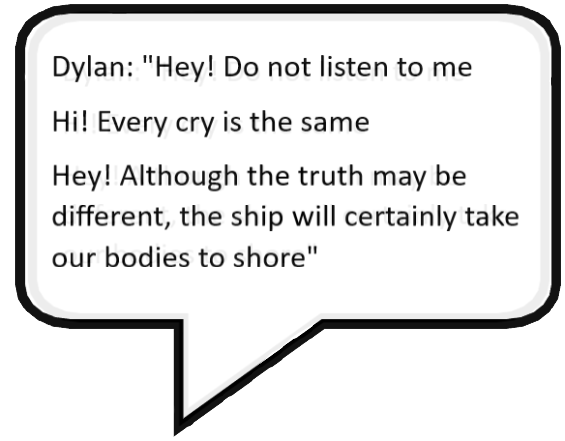 Dylan: "Hey! Do not listen to me
Hi! Every cry is the same
Hey! Although the truth may be
different, the ship will certainly take
our bodies to shore"